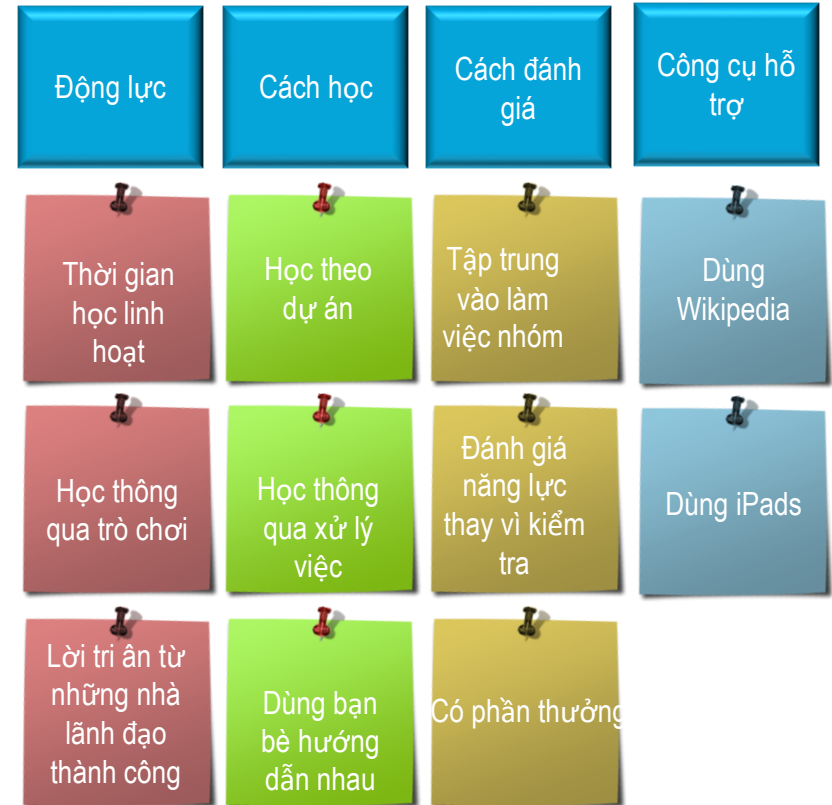 Động lực
Cách học
Cách đánh
giá
Công cụ hỗ
trợ
Thời gian
học linh
hoạt
Học theo
dự án
Tập trung
vào làm
việc nhóm
Dùng
Wikipedia
Học thông
qua trò chơi
Học thông
qua xử lý
việc
Đánh giá
năng lực
thay vì kiểm
tra
Dùng iPads
Lời tri ân từ
những nhà
lãnh đạo
thành công
Dùng bạn
bè hướng
dẫn nhau
Có phần thưởng